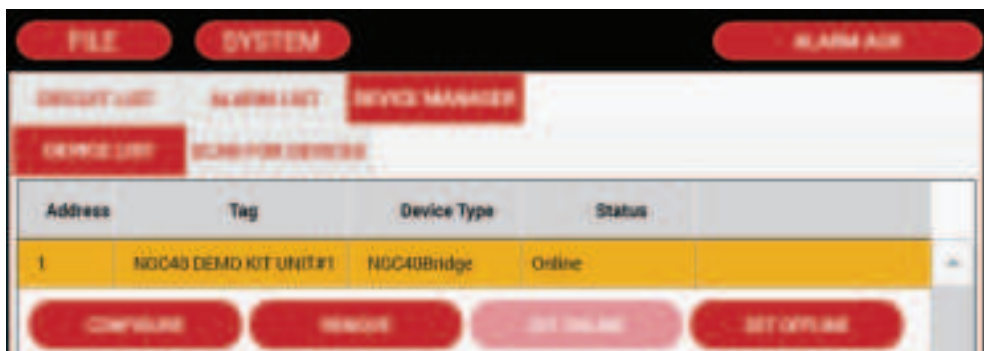 FILE SYSTEM ALARM ACK
CIRCUIT LIST ALARM LIST DEVICE MANAGER
DEVICE LIST SCAN FOR DEVICES
Address Tag Device Type Status
1 NGC40 DEMO KIT UNIT#1 NGC40Bridge Online
CONFIGURE REMOVE SET ONLINE SET OFFLINE